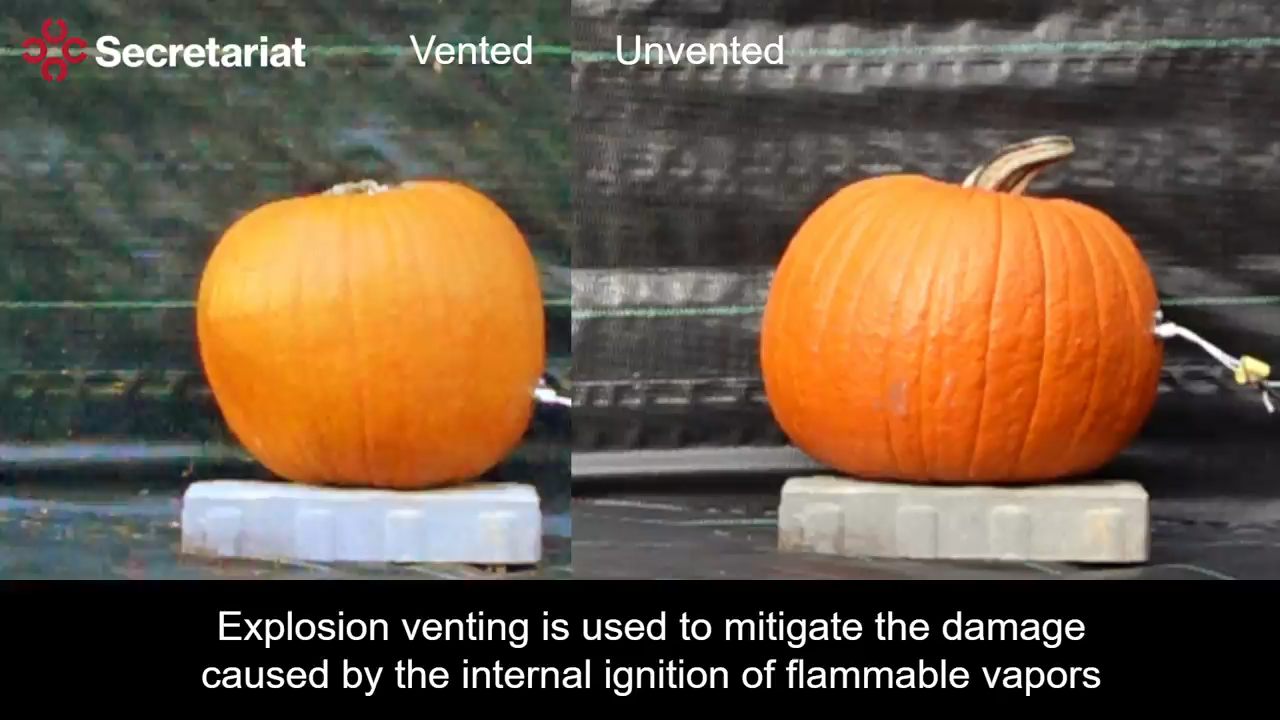 Secretariat
Vented
Unvented
Explosion venting is used to mitigate the damage
caused by the internal ignition of flammable vapors